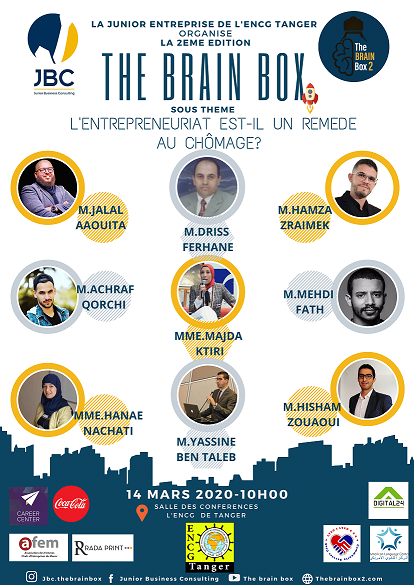 LA JUNIOR ENTREPRISE DE L'ENCG TANGER
ORGANISE
LA 2EME EDITION
THE BRAIN BOX
SOUS THEME
L'ENTREPRENEURIAT EST-IL UN REMEDE
AU CHÔMAGE?
JBC
Junior Business Consulting
The
BRAIN
Box 2
M.JALAL
AAOUITA
M.DRISS
FERHANE
M.HAMZA
ZRAIMEK
M.ACHRAF
QORCHI
MME.MAJDA
KTIRI
M.MEHDI
FATH
MME.HANAE
NACHATI
M.YASSINE
BEN TALEB
M.HISHAM
ZOUAOUI
14 MARS 2020-10H00
SALLE DES CONFERENCES
L'ENCG DE TANGER
CAREER
CENTER
Coca-Cola
afem
RADA PRINT
ENCG
Tanger
DIGITAL24
Jbc.thebrainbox
Junior Business Consulting
The brain box
thebrainbox2.com